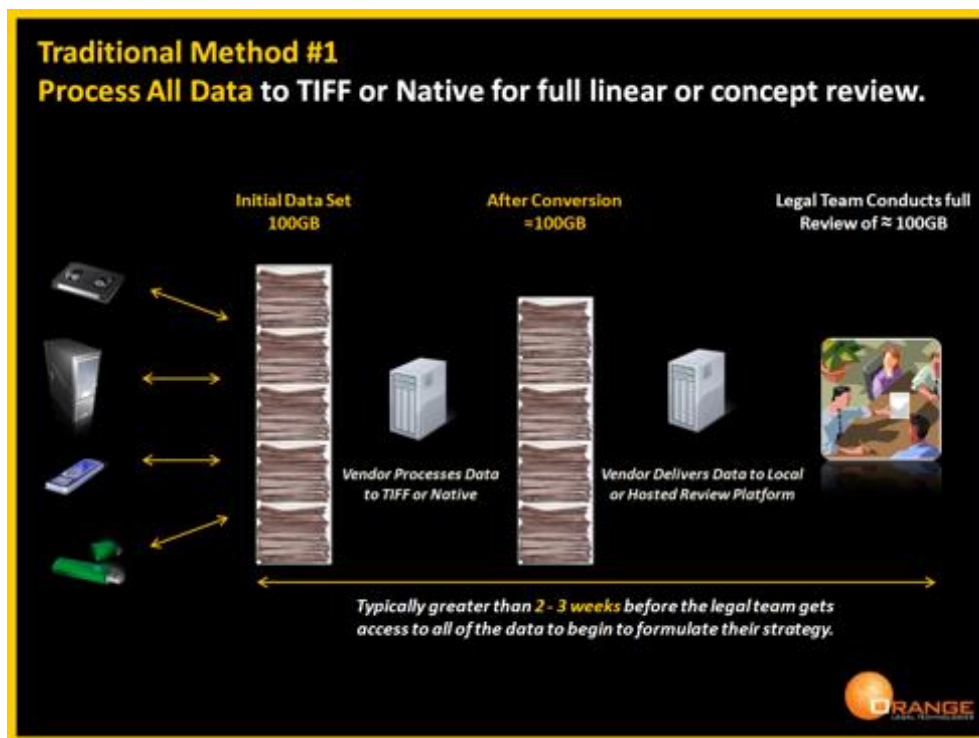 Traditional Method #1
Process All Data to TIFF or Native for full linear or concept review.
Initial Data Set
100GB
After Conversion
≈100GB
Legal Team Conducts full
Review of ≈ 100GB
Vendor Processes Data
to TIFF or Native
Vendor Delivers Data to Local
or Hosted Review Platform
Typically greater than 2 - 3 weeks before the legal team gets
access to all of the data to begin to formulate their strategy.
ORANGE
LEGAL TECHNOLOGIES